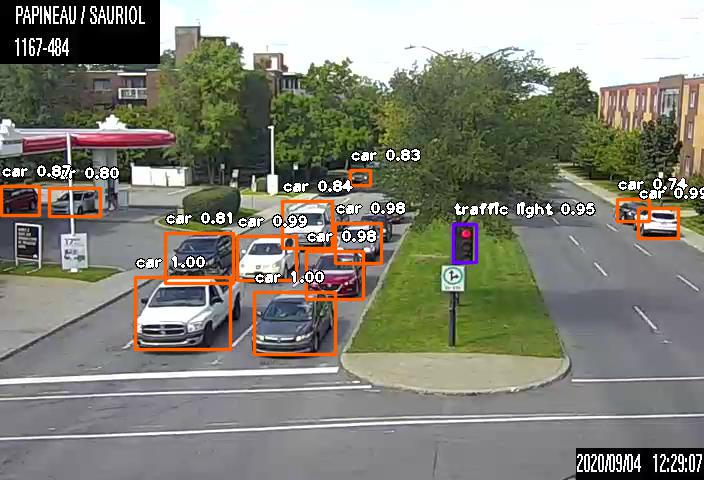 PAPINEAU / SAURIOL
1167-484
car 0.83
car 0.87
0.80
car 0.84
car 0.74
car 0.99
car 0.81
car 0.99
car 0.98
traffic light 0.95
car 0.98
car 1.00
car 1.00
2020/09/04 12:29:07